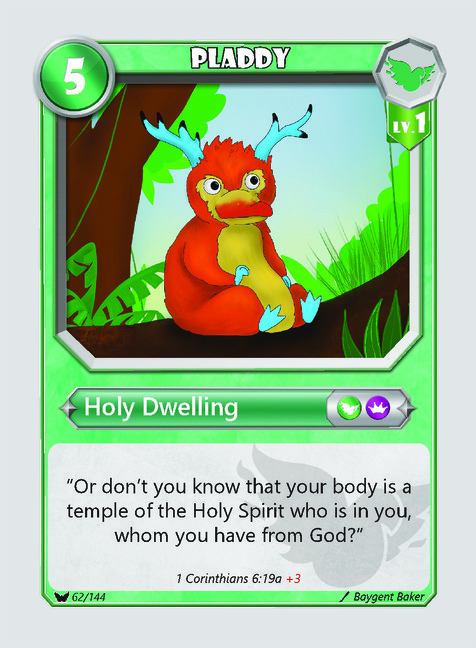 PLADDY
5
LV.1
Holy Dwelling
"Or don't you know that your body is a
temple of the Holy Spirit who is in you,
whom you have from God?"
1 Corinthians 6:19a +3
62/144
Baygent Baker